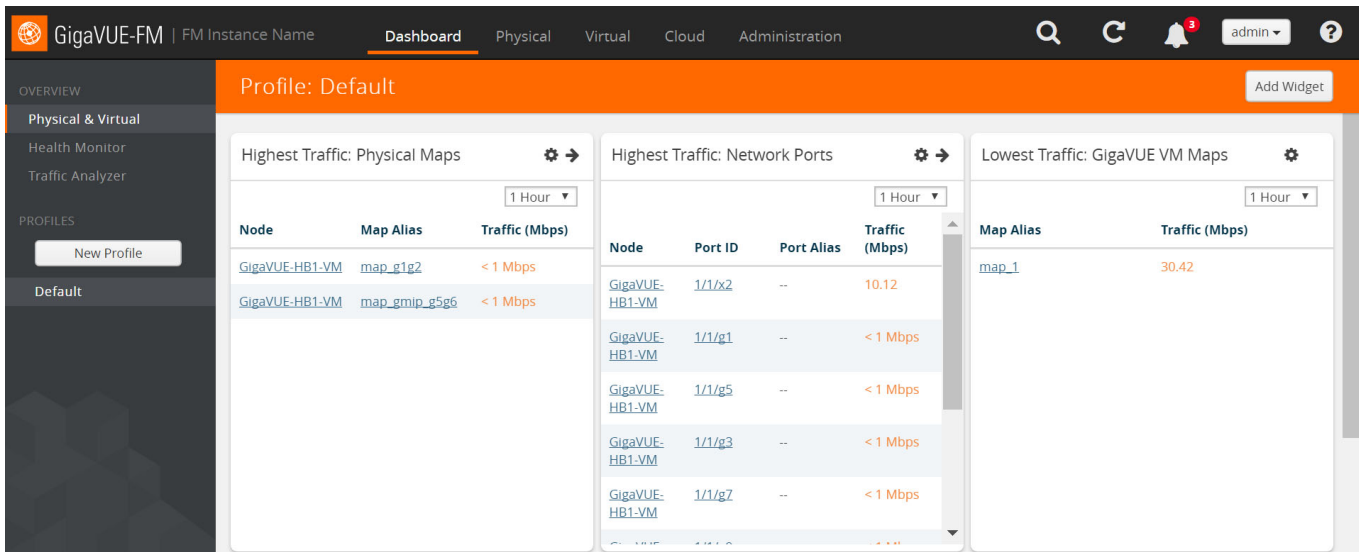 GigaVUE-FM | FM Instance Name Dashboard Physical Virtual Cloud Administration 3 admin ?
OVERVIEW
Physical & Virtual
Health Monitor
Traffic Analyzer
PROFILES
New Profile
Default
Profile: Default Add Widget
Highest Traffic: Physical Maps
1 Hour
Node Map Alias Traffic (Mbps)
GigaVUE-HB1-VM map_g1g2 < 1 Mbps
GigaVUE-HB1-VM map_gmip_g5g6 < 1 Mbps
Highest Traffic: Network Ports
1 Hour
Node Port ID Port Alias Traffic
(Mbps)
GigaVUE- 1/1/x2 -- 10.12
HB1-VM
GigaVUE- 1/1/g1 -- < 1 Mbps
HB1-VM
GigaVUE- 1/1/g5 -- < 1 Mbps
HB1-VM
GigaVUE- 1/1/g3 -- < 1 Mbps
HB1-VM
GigaVUE- 1/1/g7 -- < 1 Mbps
HB1-VM
Lowest Traffic: GigaVUE VM Maps
1 Hour
Map Alias Traffic (Mbps)
map_1 30.42